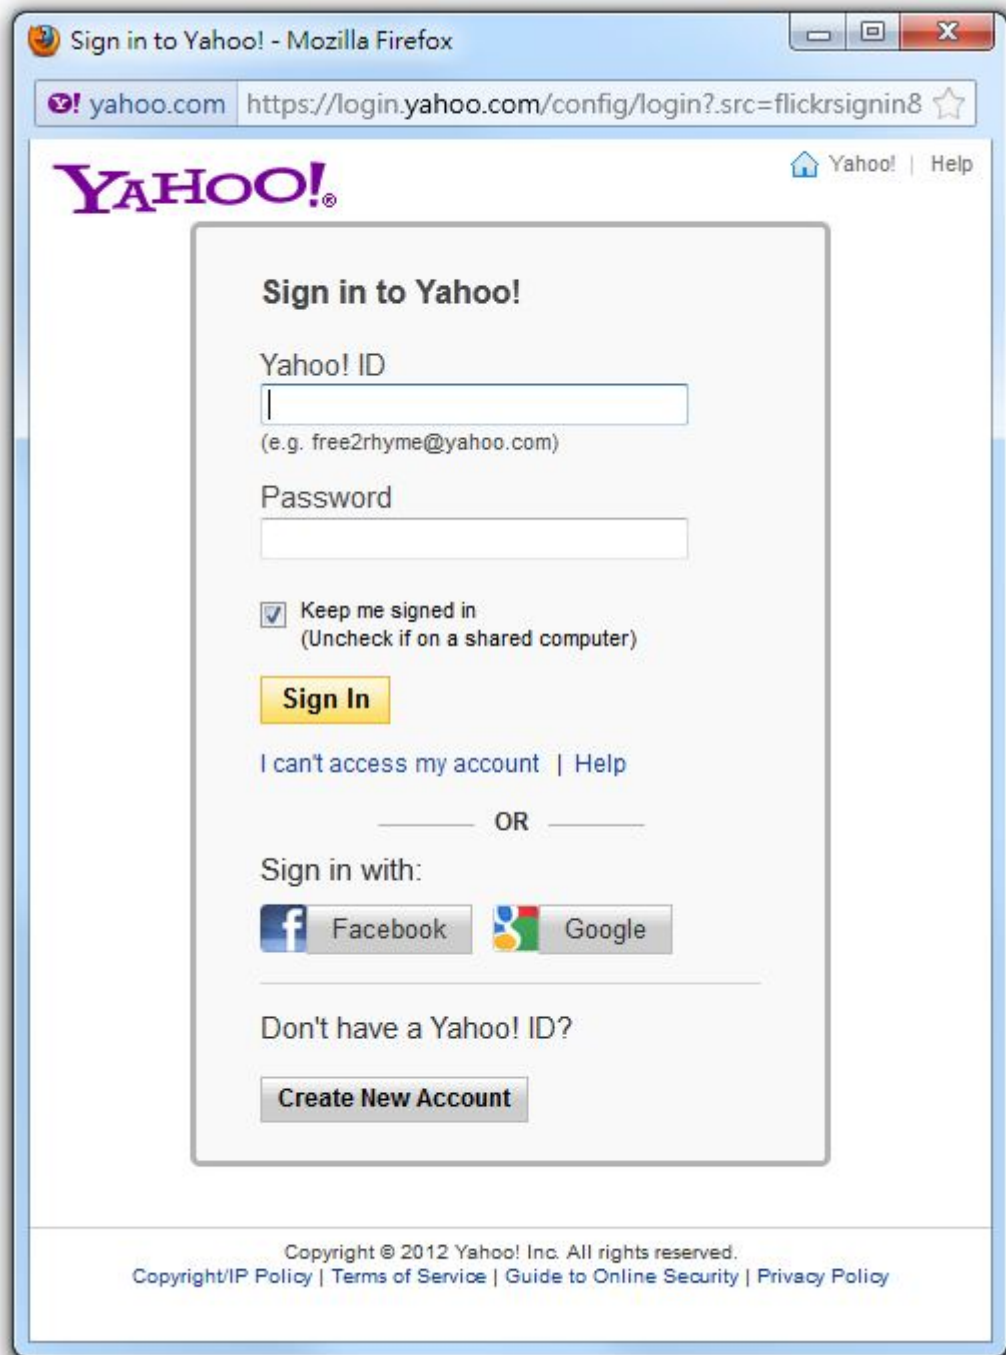 Sign in to Yahoo! - Mozilla Firefox
yahoo.com https://login.yahoo.com/config/login?.src=flickrsignin8
YAHOO!®
Yahoo! | Help
Sign in to Yahoo!
Yahoo! ID
(e.g. free2rhyme@yahoo.com)
Password
Keep me signed in
(Uncheck if on a shared computer)
Sign In
I can't access my account | Help
OR
Sign in with:
Facebook Google
Don't have a Yahoo! ID?
Create New Account
Copyright © 2012 Yahoo! Inc. All rights reserved.
Copyright/IP Policy | Terms of Service | Guide to Online Security | Privacy Policy